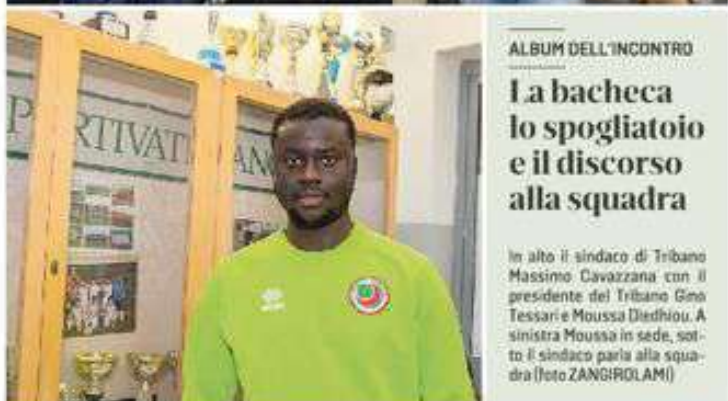 P
RTIVA T
AN
ALBUM DELL'INCONTRO
La bacheca
lo spogliatoio
e il discorso
alla squadra
In alto il sindaco di Tribano
Massimo Cavazzana con il
presidente del Tribano Gino
Tessari e Moussa Diedhiou. A
sinistra Moussa in sede, sot-
to il sindaco parla alla squa-
dra (foto ZANGIROLAMI)